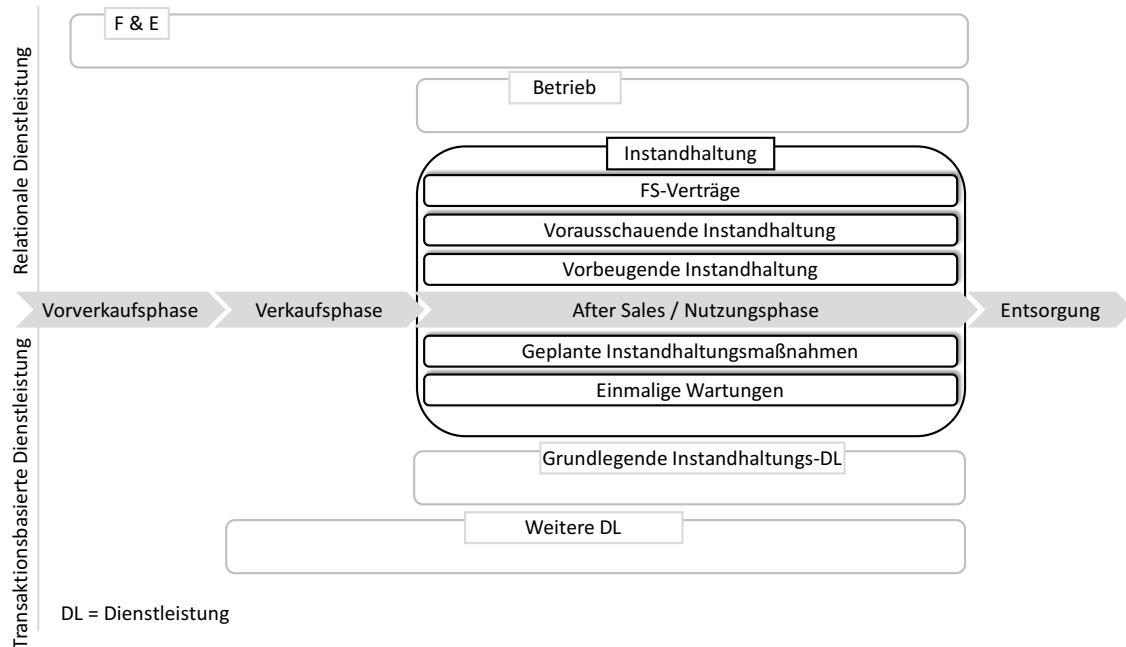 F & E
Relationale Dienstleistung
Betrieb
Instandhaltung
FS-Verträge
Vorausschauende Instandhaltung
Vorbeugende Instandhaltung
Vorverkaufsphase
Verkaufsphase
After Sales / Nutzungsphase
Entsorgung
Transaktionsbasierte Dienstleistung
Geplante Instandhaltungsmaßnahmen
Einmalige Wartungen
Grundlegende Instandhaltungs-DL
Weitere DL
DL = Dienstleistung